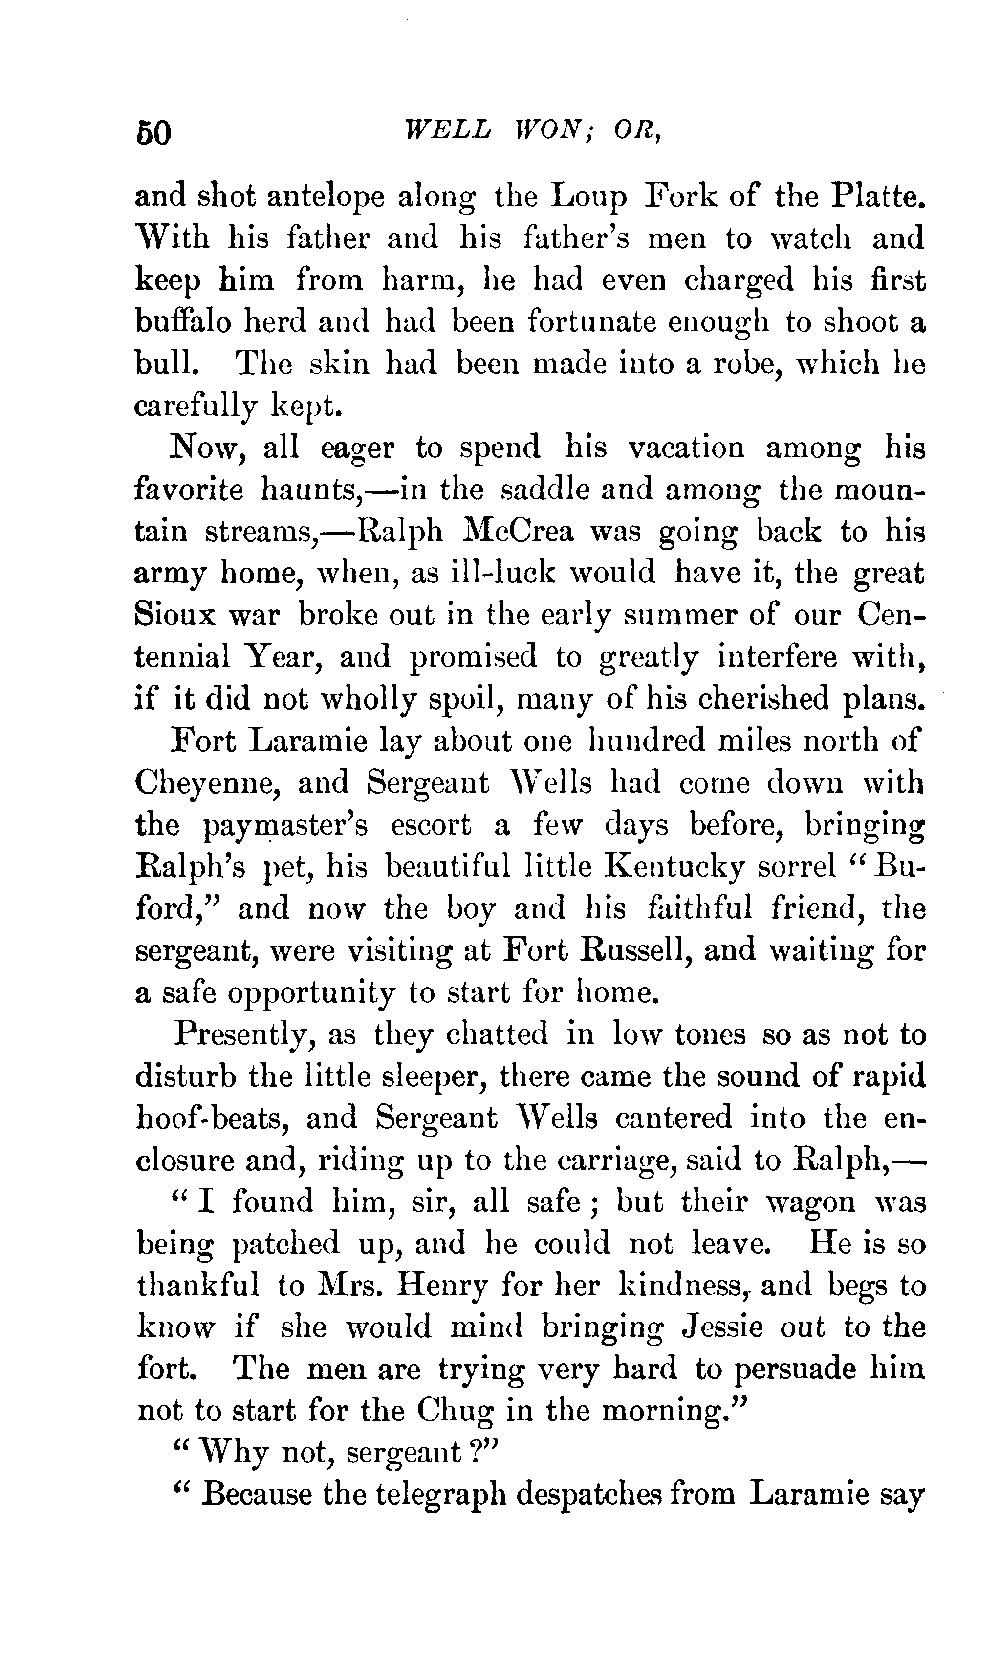 50 WELL WON; OR,
and shot antelope along the Loup Fork of the Platte.
With his father and his father's men to watch and
keep him from harm, he had even charged his first
buffalo herd and had been fortunate enough to shoot a
bull. The skin had been made into a robe, which he
carefully kept.
Now, all eager to spend his vacation among his
favorite haunts,—in the saddle and among the moun-
tain streams,—Ralph McCrea was going back to his
army home, when, as ill-luck would have it, the great
Sioux war broke out in the early summer of our Cen-
tennial Year, and promised to greatly interfere with,
if it did not wholly spoil, many of his cherished plans.
Fort Laramie lay about one hundred miles north of
Cheyenne, and Sergeant Wells had come down with
the paymaster's escort a few days before, bringing
Ralph's pet, his beautiful little Kentucky sorrel "Bu-
ford," and now the boy and his faithful friend, the
sergeant, were visiting at Fort Russell, and waiting for
a safe opportunity to start for home.
Presently, as they chatted in low tones so as not to
disturb the little sleeper, there came the sound of rapid
hoof-beats, and Sergeant Wells cantered into the en-
closure and, riding up to the carriage, said to Ralph,—
"I found him, sir, all safe; but their wagon was
being patched up, and he could not leave. He is so
thankful to Mrs. Henry for her kindness, and begs to
know if she would mind bringing Jessie out to the
fort. The men are trying very hard to persuade him
not to start for the Chug in the morning."
"Why not, sergeant?"
"Because the telegraph despatches from Laramie say